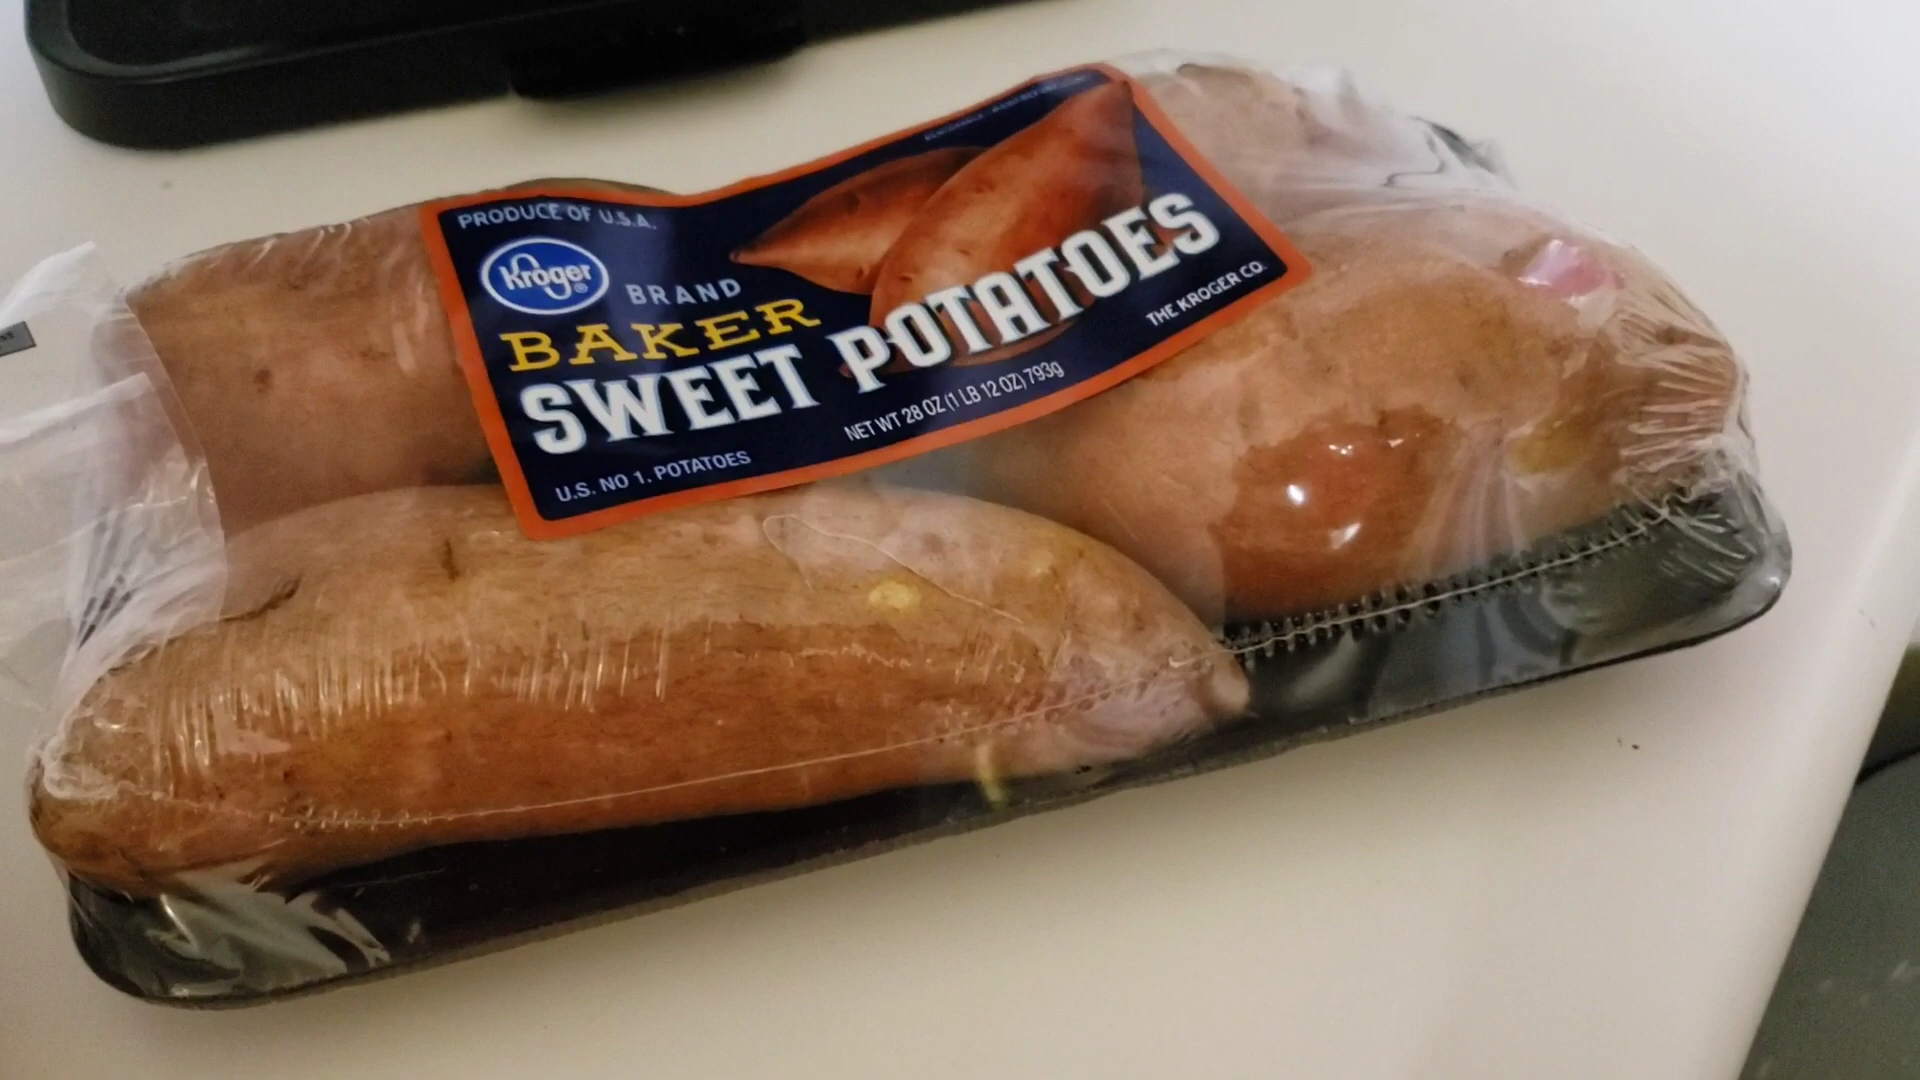 PRODUCE OF U.S.A.
Kroger®
BRAND
BAKER
SWEET POTATOES
THE KROGER CO.
NET WT 28 OZ (1 LB 12 OZ) 793g
U.S. NO 1. POTATOES